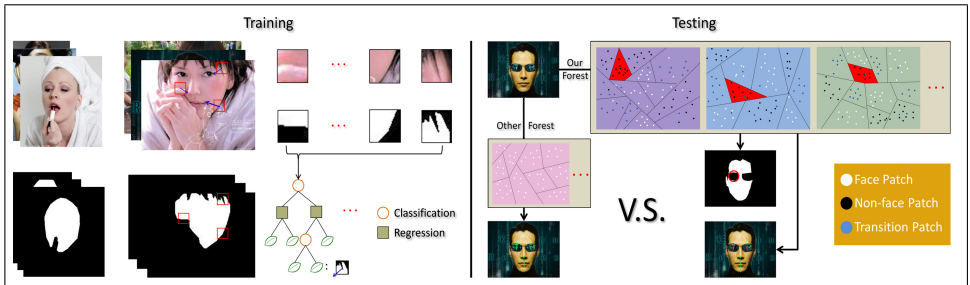 Training
Testing
Our
Forest
Other Forest
V.S.
Face Patch
Non-face Patch
Transition Patch
Classification
Regression
: